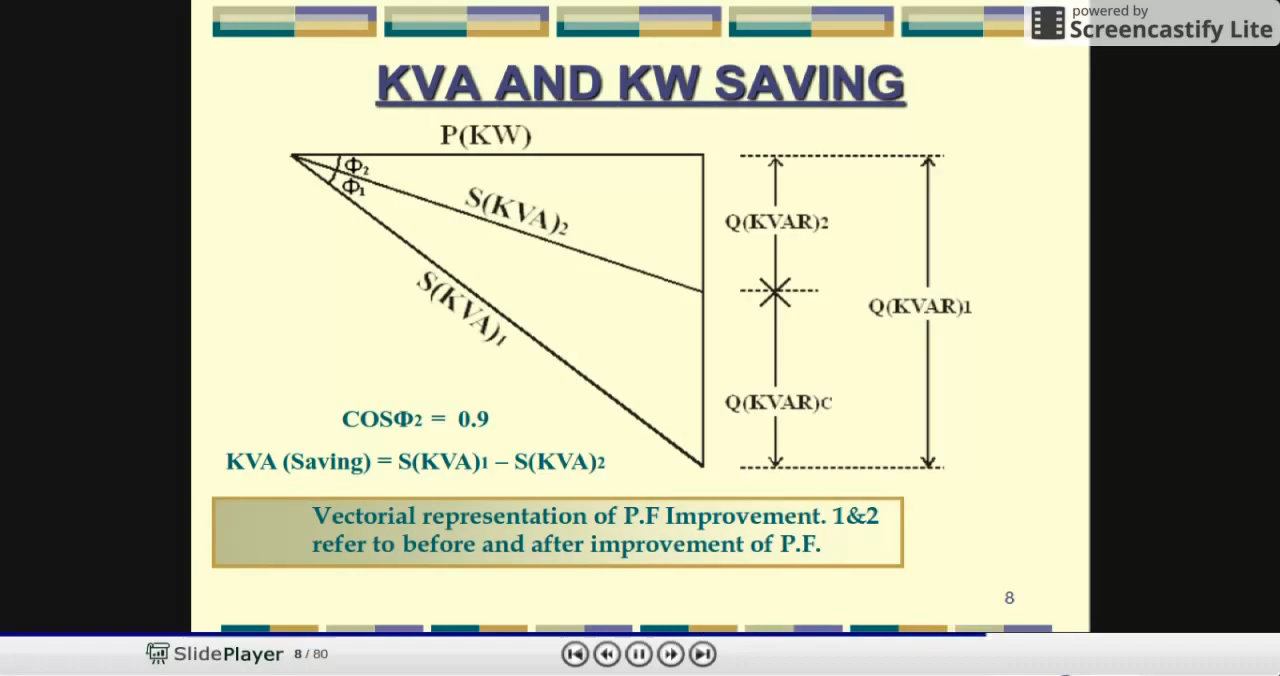 powered by
Screencastify Lite
KVA AND KW SAVING
P(KW)
Φ2
Φ1
S(KVA)2
S(KVA)1
Q(KVAR)2
Q(KVAR)1
Q(KVAR)C
COSΦ2 = 0.9
KVA (Saving) = S(KVA)1 – S(KVA)2
Vectorial representation of P.F Improvement. 1&2
refer to before and after improvement of P.F.
8
SlidePlayer 8 / 80